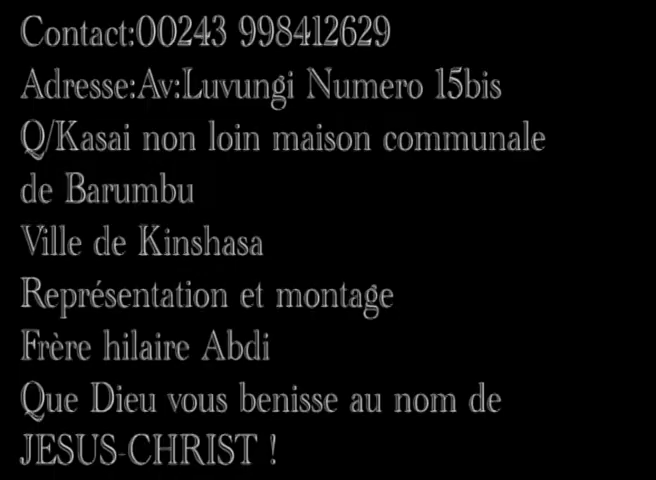 Contact:00243 998412629
Adresse:Av:Luvungi Numero 15bis
Q/Kasai non loin maison communale
de Barumbu
Ville de Kinshasa
Représentation et montage
Frère hilaire Abdi
Que Dieu vous benisse au nom de
JESUS-CHRIST !